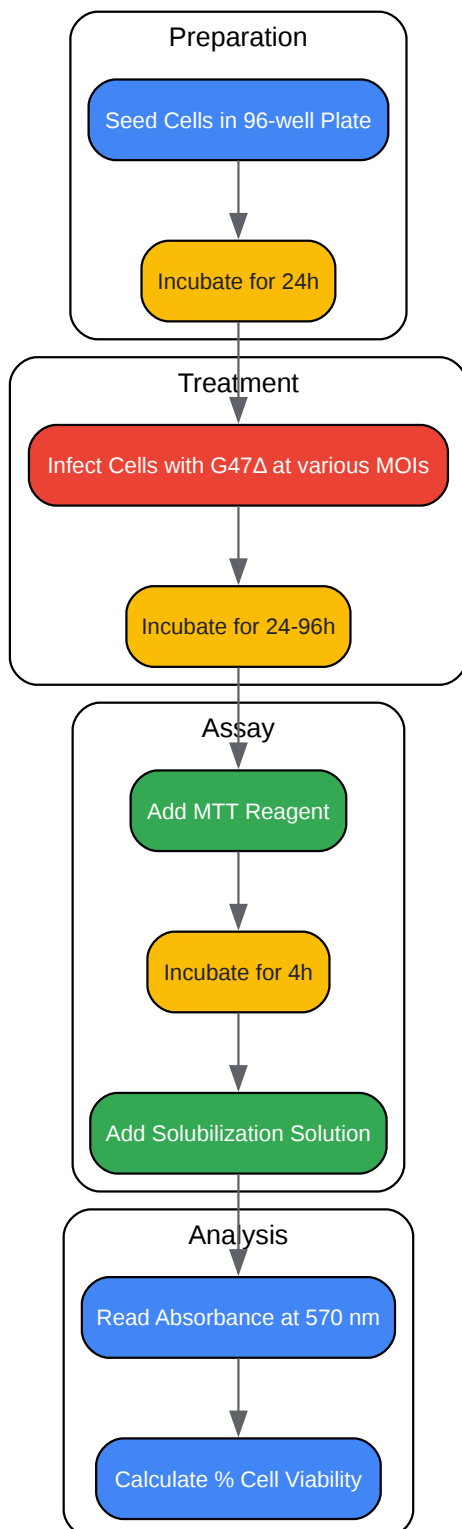 Preparation
Seed Cells in 96-well Plate
Incubate for 24h
Treatment
Infect Cells with G47Δ at various MOIs
Incubate for 24-96h
Assay
Add MTT Reagent
Incubate for 4h
Add Solubilization Solution
Analysis
Read Absorbance at 570 nm
Calculate % Cell Viability